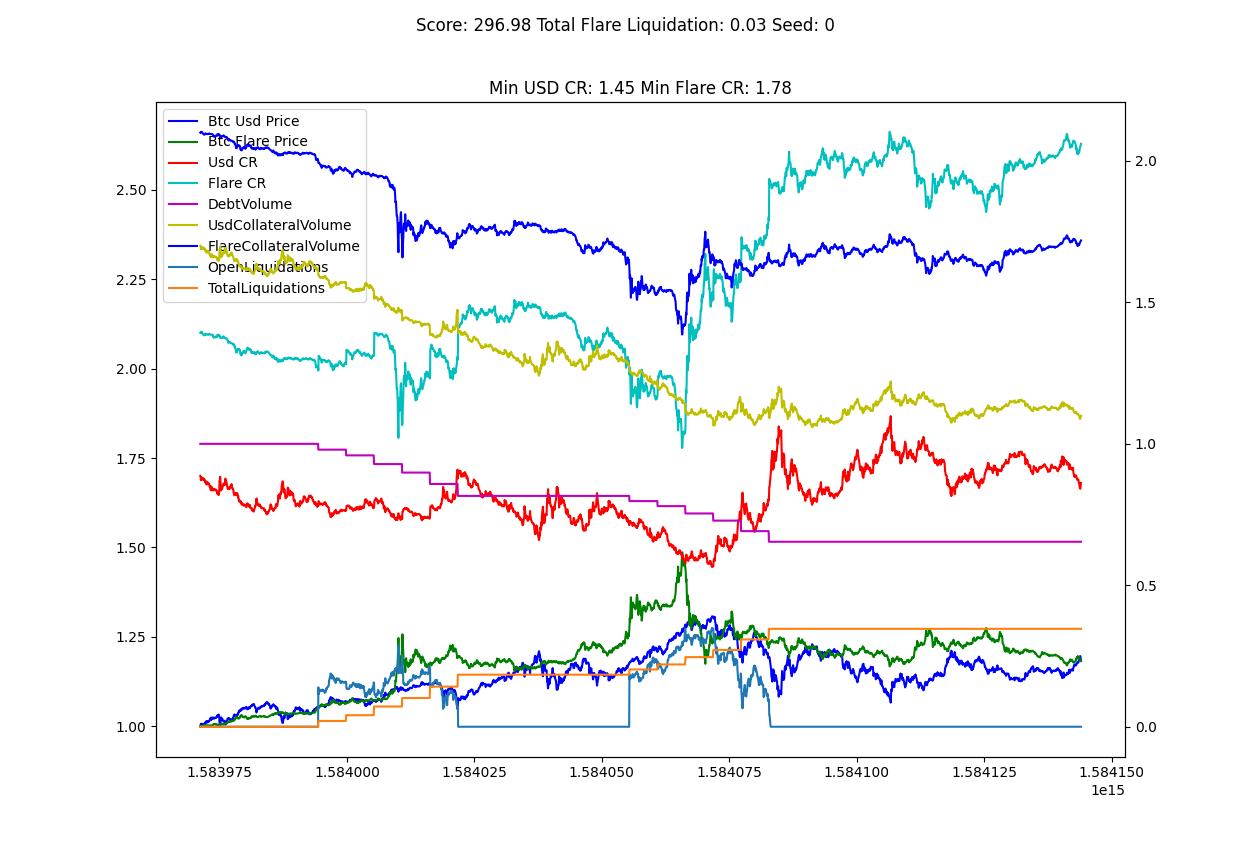 Score: 296.98 Total Flare Liquidation: 0.03 Seed: 0
Min USD CR: 1.45 Min Flare CR: 1.78
Btc Usd Price
Btc Flare Price
Usd CR
Flare CR
DebtVolume
UsdCollateralVolume
FlareCollateralVolume
OpenLiquidations
TotalLiquidations
2.50
2.25
2.00
1.75
1.50
1.25
1.00
2.0
1.5
1.0
0.5
0.0
1.583975 1.584000 1.584025 1.584050 1.584075 1.584100 1.584125 1.584150
1e15